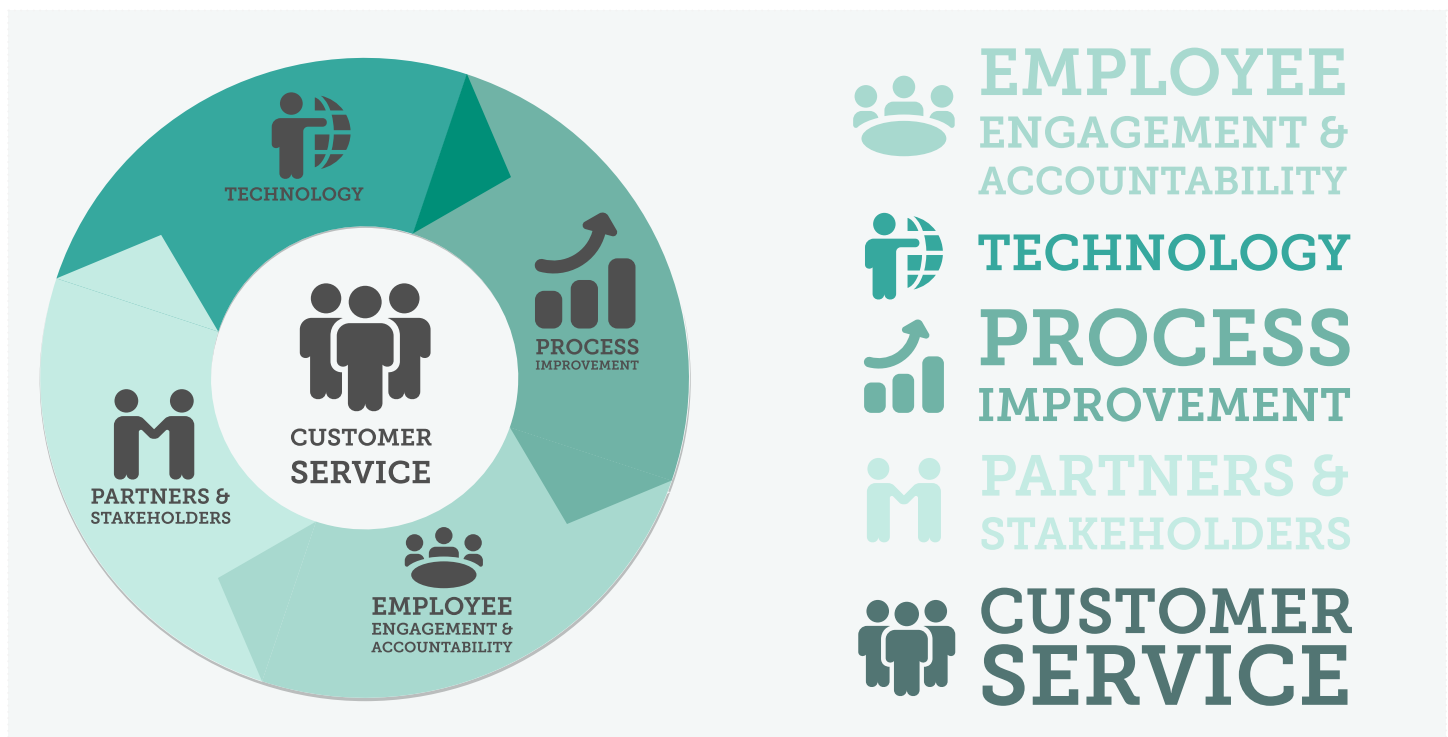 TECHNOLOGY
PROCESS
IMPROVEMENT
CUSTOMER
SERVICE
PARTNERS &
STAKEHOLDERS
EMPLOYEE
ENGAGEMENT &
ACCOUNTABILITY
EMPLOYEE
ENGAGEMENT &
ACCOUNTABILITY
TECHNOLOGY
PROCESS
IMPROVEMENT
PARTNERS &
STAKEHOLDERS
CUSTOMER
SERVICE